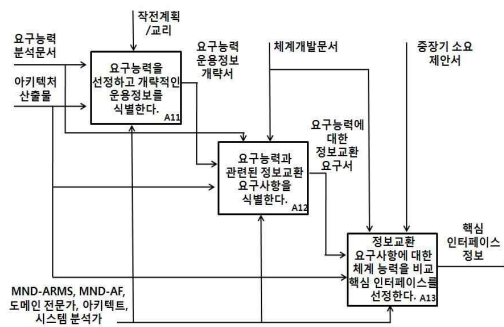 작전계획
/교리
요구능력
분석문서
아키텍처
산출물
요구능력을
선정하고 개략적인
운용정보를
식별한다.
A11
요구능력
운용정보
개략서
체계개발문서
중장기 소요
제안서
요구능력과
관련된 정보교환
요구사항을
식별한다.
A12
요구능력에
대한
정보교환
요구서
정보교환
요구사항에 대한
체계 능력을 비교
핵심 인터페이스를
선정한다.
A13
핵심
인터페이스
정보
MND-ARMS, MND-AF,
도메인 전문가, 아키텍트,
시스템 분석가